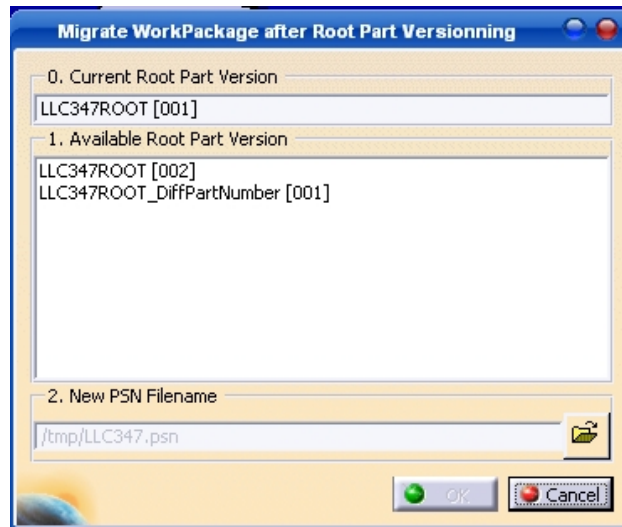 Migrate WorkPackage after Root Part Versionning
0. Current Root Part Version
LLC347ROOT [001]
1. Available Root Part Version
LLC347ROOT [002]
LLC347ROOT_DiffPartNumber [001]
2. New PSN Filename
/tmp/LLC347.psn
OK
Cancel